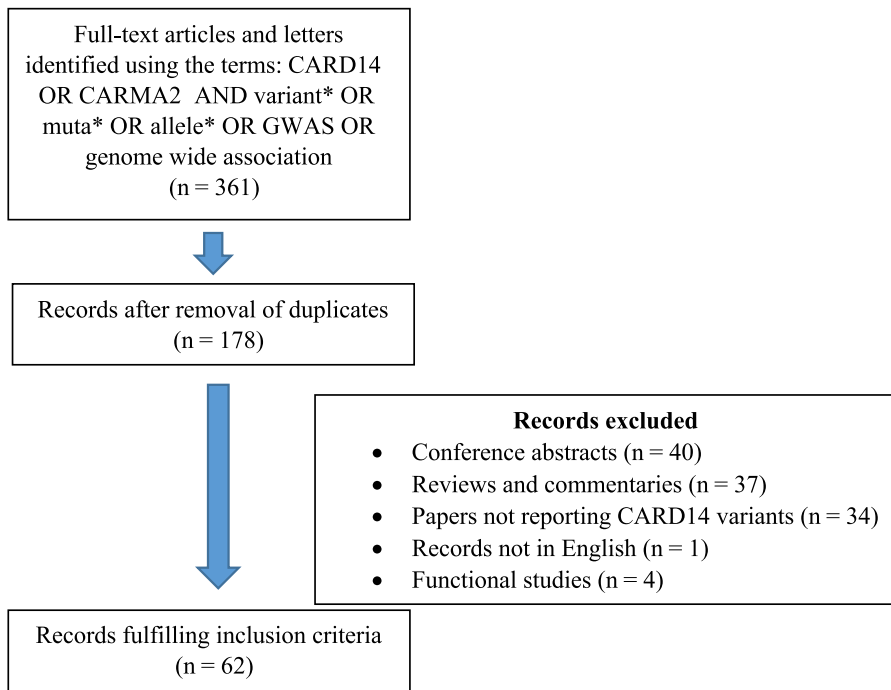 Full-text articles and letters
identified using the terms: CARD14
OR CARMA2 AND variant* OR
muta* OR allele* OR GWAS OR
genome wide association
(n = 361)
Records after removal of duplicates
(n = 178)
Records excluded
• Conference abstracts (n = 40)
• Reviews and commentaries (n = 37)
• Papers not reporting CARD14 variants (n = 34)
• Records not in English (n = 1)
• Functional studies (n = 4)
Records fulfilling inclusion criteria
(n = 62)